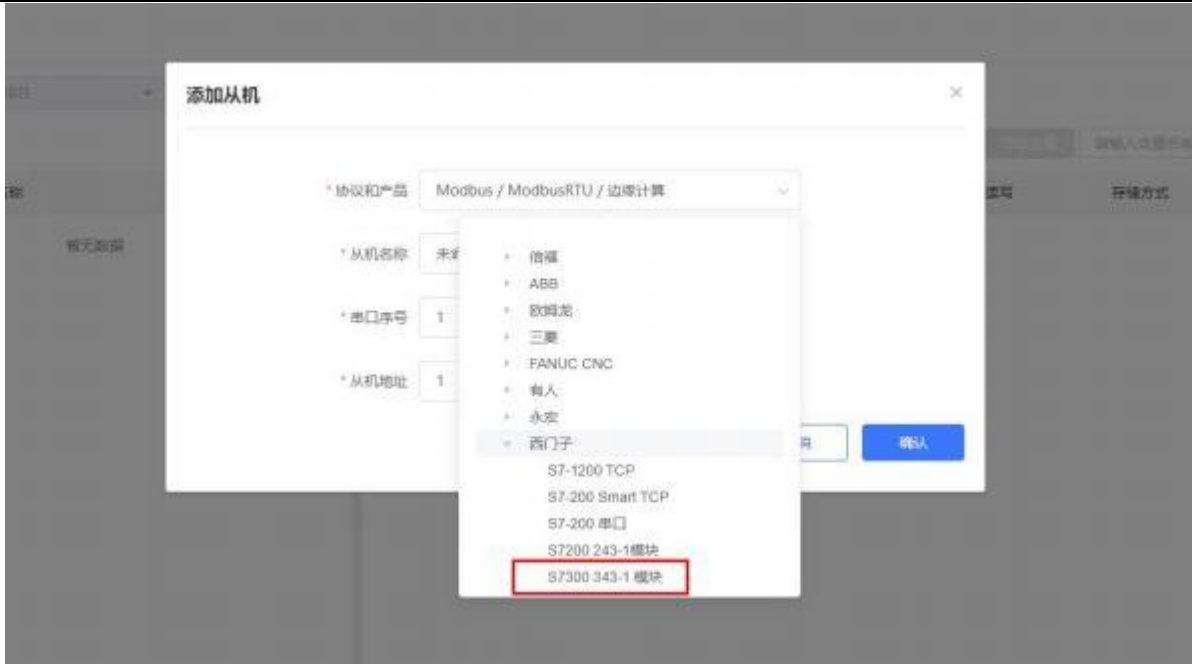 添加从机
* 协议和产品 Modbus / ModbusRTU / 边缘计算
* 从机名称 未
* 串口序号 1
* 从机地址 1
倍福
ABB
欧姆龙
三菱
FANUC CNC
有人
永宏
西门子
S7-1200 TCP
S7-200 Smart TCP
S7-200 串口
S7200 243-1模块
S7300 343-1 模块
确认
暂无数据
存储方式